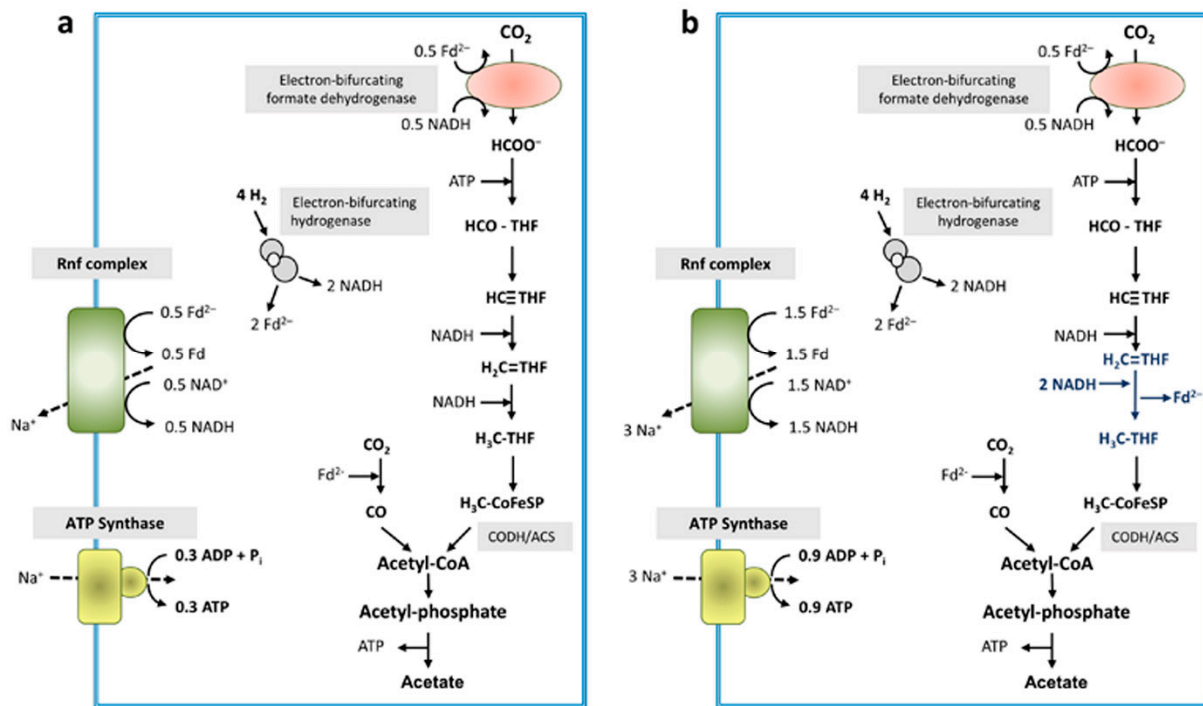 a
CO₂
0.5 Fd²⁻
Electron-bifurcating
formate dehydrogenase
0.5 NADH
HCOO⁻
ATP
4 H₂
Electron-bifurcating
hydrogenase
HCO - THF
Rnf complex
2 NADH
HC≡THF
0.5 Fd²⁻
2 Fd²⁻
NADH
0.5 Fd
H₂C=THF
0.5 NAD⁺
NADH
Na⁺
0.5 NADH
H₃C-THF
CO₂
Fd²⁻
H₃C-CoFeSP
CO
ATP Synthase
CODH/ACS
0.3 ADP + Pᵢ
Acetyl-CoA
Na⁺
0.3 ATP
Acetyl-phosphate
ATP
Acetate
b
CO₂
0.5 Fd²⁻
Electron-bifurcating
formate dehydrogenase
0.5 NADH
HCOO⁻
ATP
4 H₂
Electron-bifurcating
hydrogenase
HCO - THF
Rnf complex
2 NADH
HC≡THF
1.5 Fd²⁻
2 Fd²⁻
NADH
1.5 Fd
H₂C=THF
1.5 NAD⁺
2 NADH
Fd²⁻
3 Na⁺
1.5 NADH
H₃C-THF
CO₂
Fd²⁻
H₃C-CoFeSP
CO
ATP Synthase
CODH/ACS
0.9 ADP + Pᵢ
Acetyl-CoA
3 Na⁺
0.9 ATP
Acetyl-phosphate
ATP
Acetate